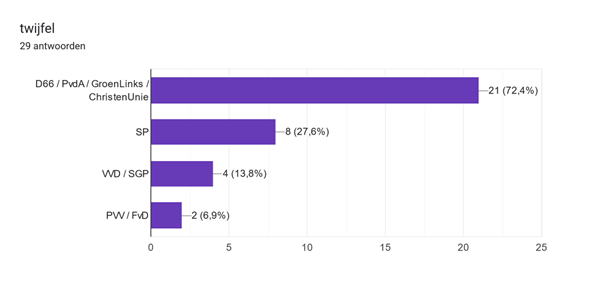 twijfel
29 antwoorden
D66 / PvdA / GroenLinks /
ChristenUnie
21 (72,4%)
SP
8 (27,6%)
VVD / SGP
4 (13,8%)
PVV / FvD
2 (6,9%)
0 5 10 15 20 25